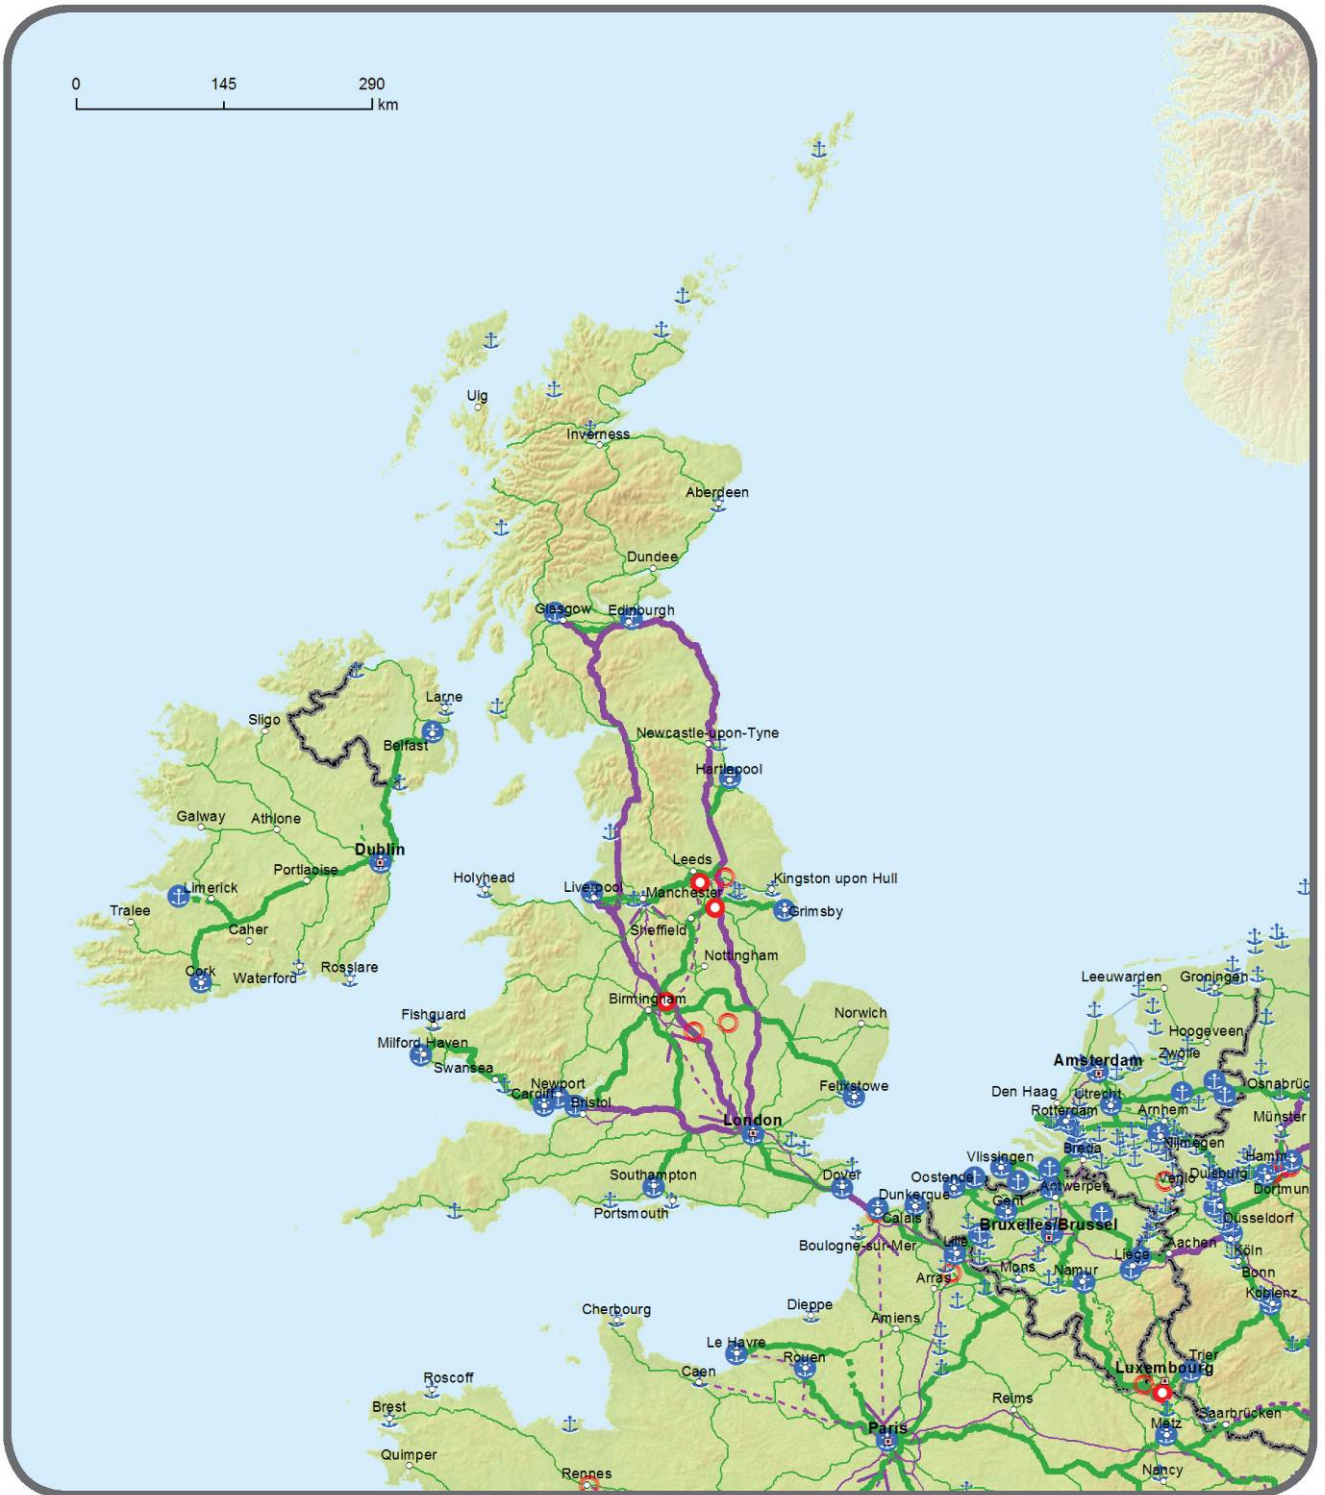 0 145 290
km
Uig
Inverness
Aberdeen
Dundee
Glasgow
Edinburgh
Larne
Sligo
Newcastle-upon-Tyne
Belfast
Hartlepool
Galway
Athlone
Dublin
Leeds
Portlaoise
Holyhead
Kingston upon Hull
Limerick
Liverpool
Manchester
Tralee
Grimsby
Caher
Sheffield
Nottingham
Cork
Waterford
Rosslare
Leeuwarden
Groningen
Birmingham
Fishguard
Norwich
Hoogeveen
Milford Haven
Zwolle
Amsterdam
Swansea
Newport
Felixstowe
Den Haag
Utrecht
Osnabrüc
Cardiff
Bristol
Rotterdam
Arnhem
Münster
London
Nijmegen
Breda
Vlissingen
Hamm
Southampton
Dover
Oostende
Duisburg
Venlo
Antwerpen
Dortmun
Dunkerque
Gent
Portsmouth
Calais
Bruxelles/Brussel
Düsseldorf
Boulogne-sur-Mer
Lille
Aachen
Liege
Köln
Mons
Namur
Bonn
Arras
Koblenz
Cherbourg
Dieppe
Amiens
Le Havre
Rouen
Trier
Caen
Luxembourg
Roscoff
Reims
Brest
Saarbrücken
Paris
Metz
Quimper
Nancy
Rennes